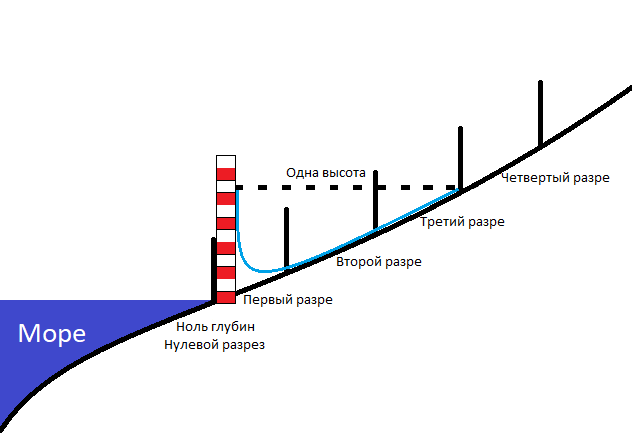 Одна высота
Четвертый разре
Третий разре
Второй разре
Первый разре
Море
Ноль глубин
Нулевой разрез